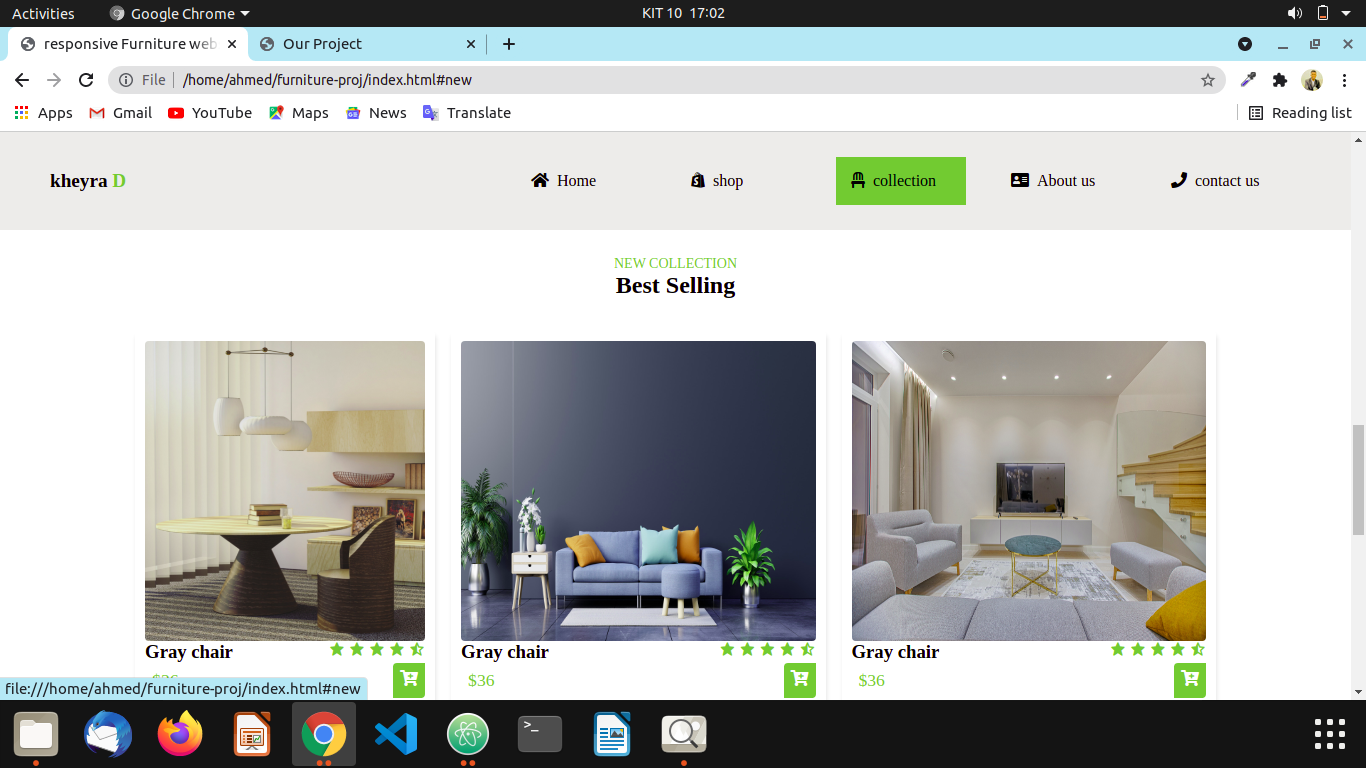 Activities Google Chrome KIT 10 17:02
responsive Furniture web Our Project
File /home/ahmed/furniture-proj/index.html#new
Apps Gmail YouTube Maps News Translate Reading list
kheyra D Home shop collection About us contact us
NEW COLLECTION
Best Selling
Gray chair Gray chair Gray chair
$36 $36 $36
file:///home/ahmed/furniture-proj/index.html#new